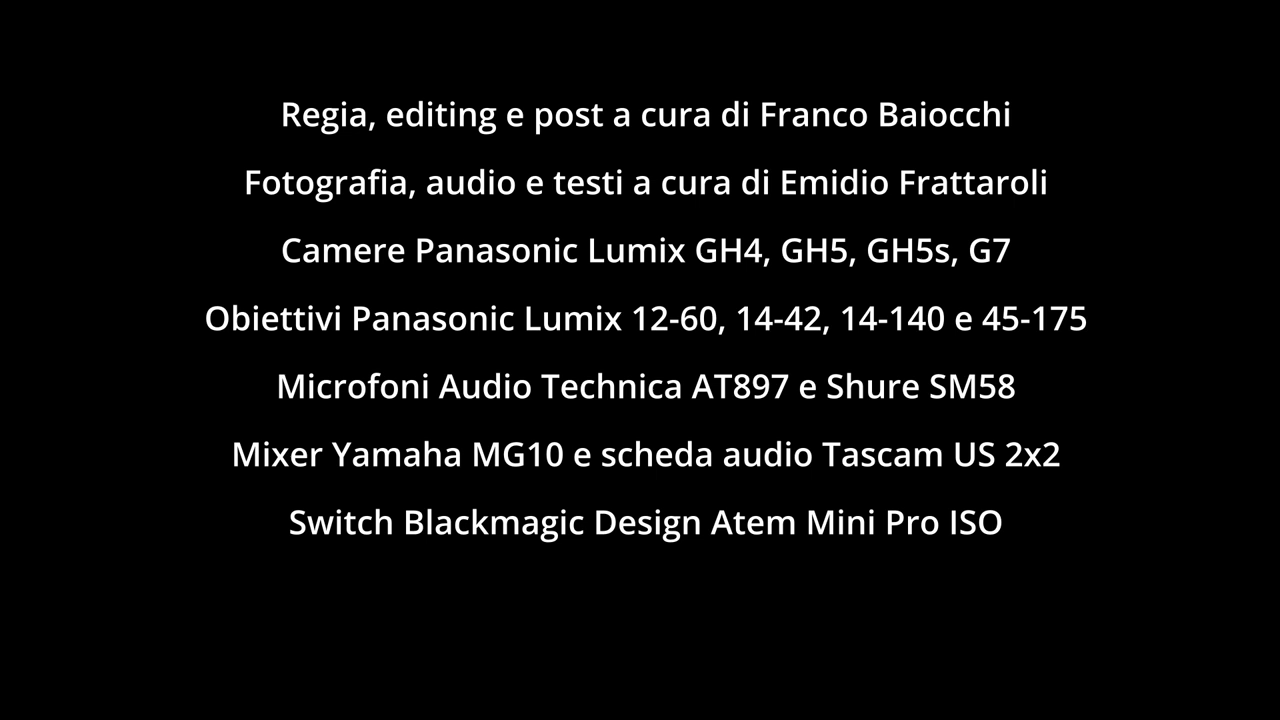 Regia, editing e post a cura di Franco Baiocchi
Fotografia, audio e testi a cura di Emidio Frattaroli
Camere Panasonic Lumix GH4, GH5, GH5s, G7
Obiettivi Panasonic Lumix 12-60, 14-42, 14-140 e 45-175
Microfoni Audio Technica AT897 e Shure SM58
Mixer Yamaha MG10 e scheda audio Tascam US 2x2
Switch Blackmagic Design Atem Mini Pro ISO